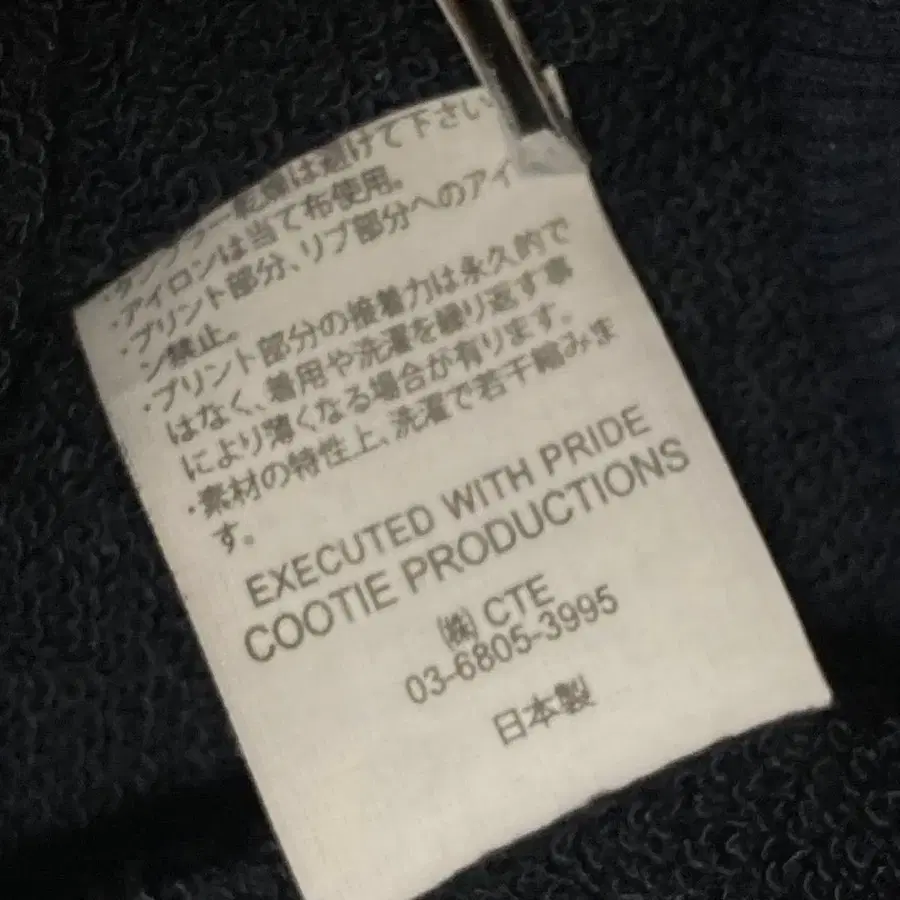 ・タンブラー乾燥は避けて下さい
・アイロンは当て布使用。
・プリント部分、リブ部分へのアイ
ン禁止。
・プリント部分の接着力は永久的で
はなく、着用や洗濯を繰り返す事
により薄くなる場合が有ります。
・素材の特性上、洗濯で若干縮みま
す。
EXECUTED WITH PRIDE
COOTIE PRODUCTIONS
㈱ CTE
03-6805-3995
日本製